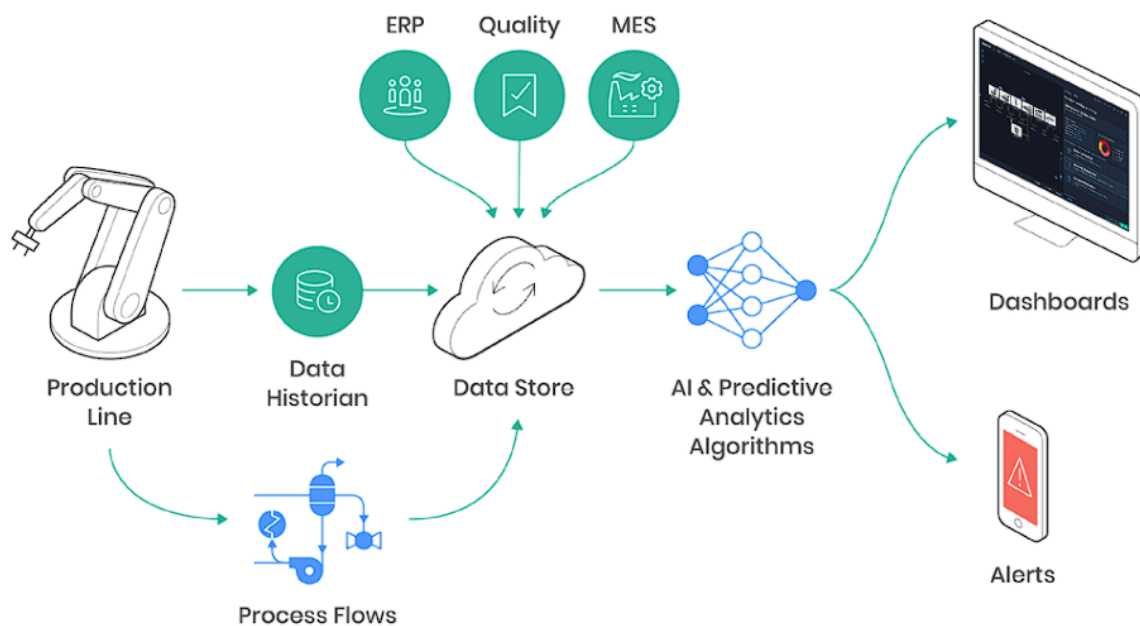 ERP
Quality
MES
Production
Line
Data
Historian
Data Store
AI & Predictive
Analytics
Algorithms
Dashboards
Process Flows
Alerts